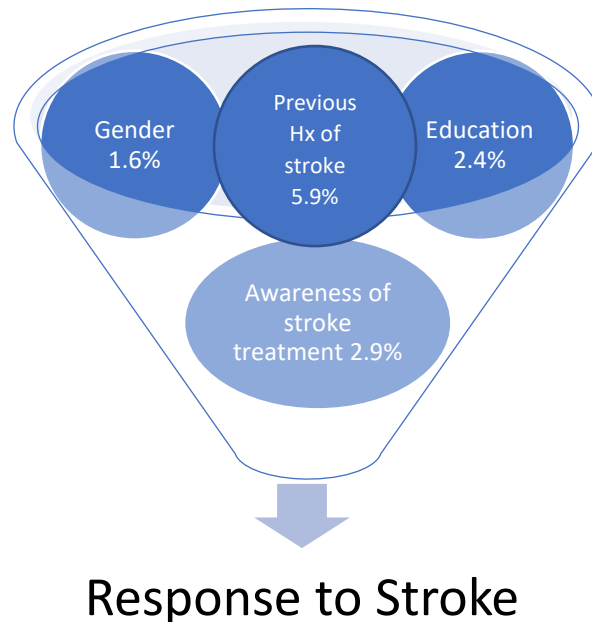 Gender
1.6%
Previous
Hx of
stroke
5.9%
Education
2.4%
Awareness of
stroke
treatment 2.9%
Response to Stroke